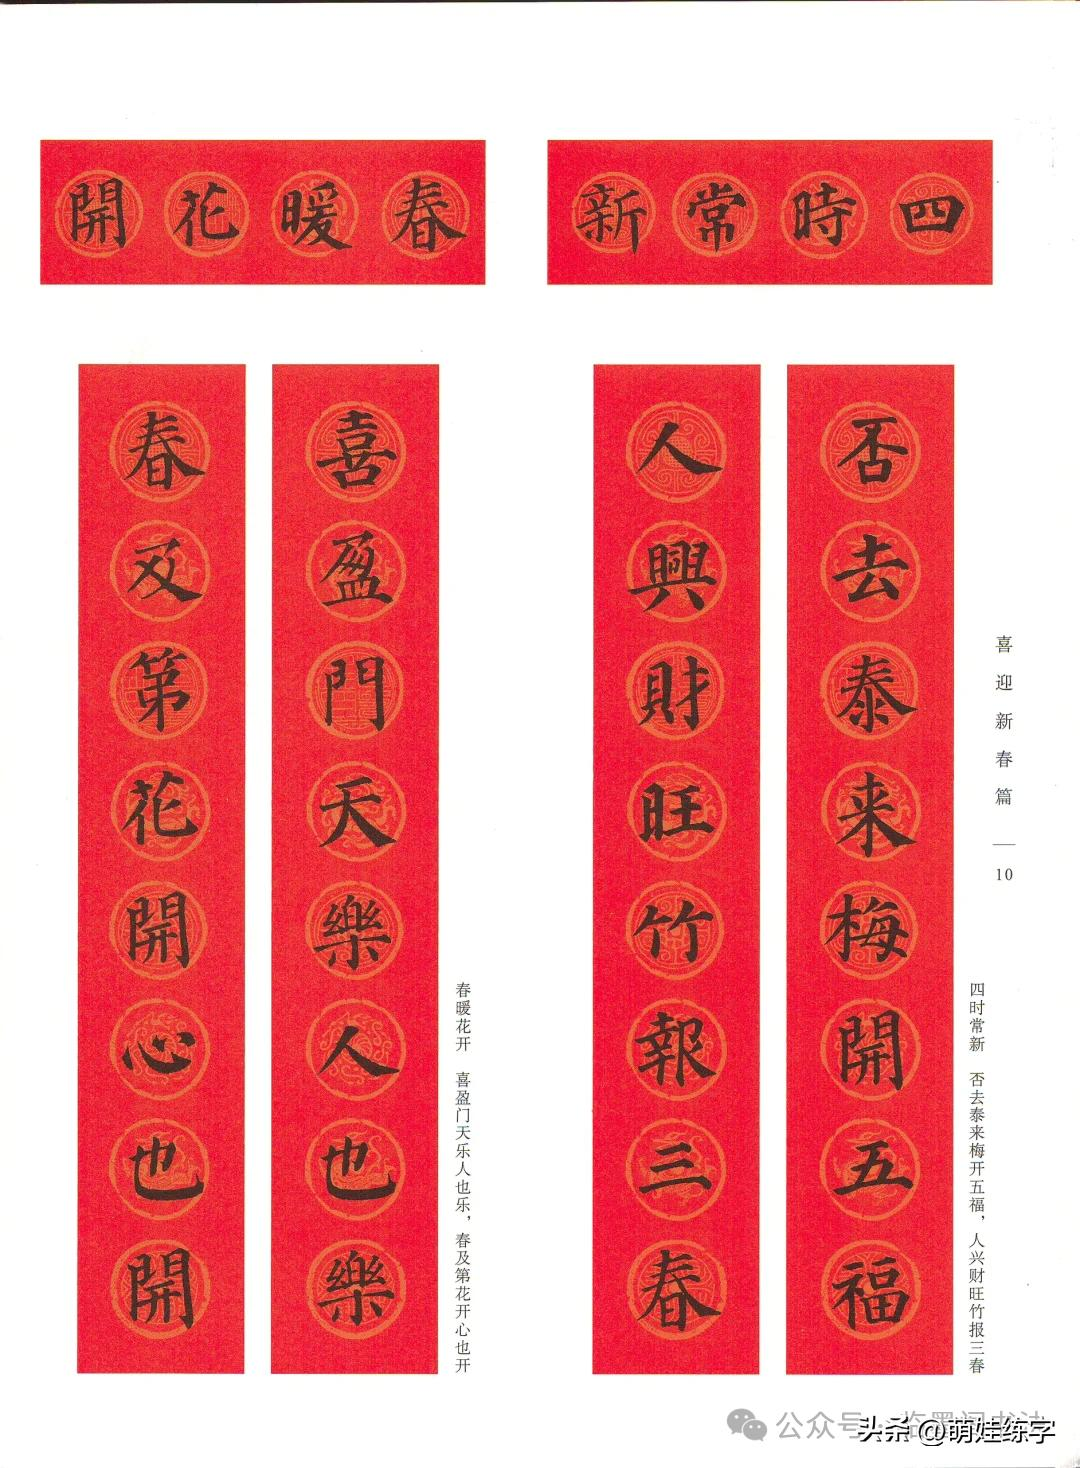 四時常新
否去泰来梅開五福
人興財旺竹報三春
四时常新　否去泰来梅开五福，人兴财旺竹报三春
春暖花開
喜盈門天樂人也樂
春及第花開心也開
春暖花开　喜盈门天乐人也乐，春及第花开心也开
喜迎新春篇
10
公众号
头条 @萌娃练字